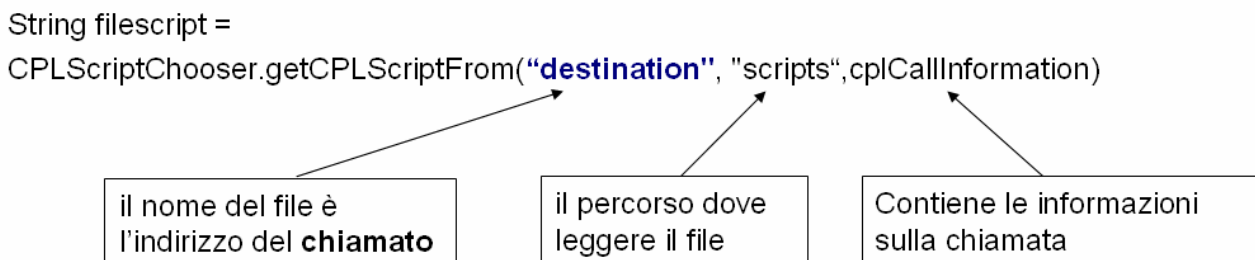 String filescript =
CPLScriptChooser.getCPLScriptFrom(“destination", "scripts“,cplCallInformation)
il nome del file è
l’indirizzo del chiamato
il percorso dove
leggere il file
Contiene le informazioni
sulla chiamata